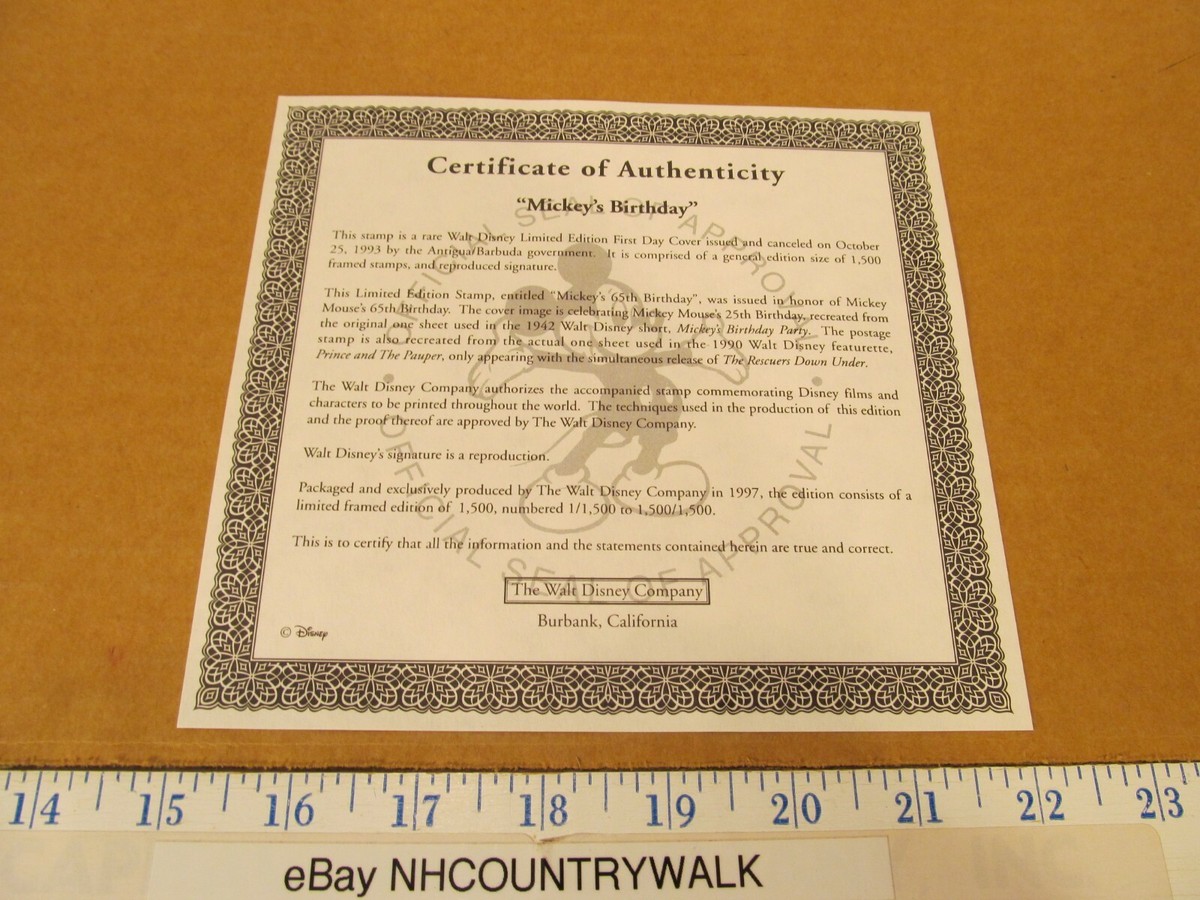 Certificate of Authenticity
"Mickey's Birthday"
This stamp is a rare Walt Disney Limited Edition First Day Cover issued and canceled on October
25, 1993 by the Antigua/Barbuda government. It is comprised of a general edition size of 1,500
framed stamps, and reproduced signature.
This Limited Edition Stamp, entitled "Mickey's 65th Birthday", was issued in honor of Mickey
Mouse's 65th Birthday. The cover image is celebrating Mickey Mouse's 25th Birthday, recreated from
the original one sheet used in the 1942 Walt Disney short, Mickey's Birthday Party. The postage
stamp is also recreated from the actual one sheet used in the 1990 Walt Disney featurette,
Prince and The Pauper, only appearing with the simultaneous release of The Rescuers Down Under.
The Walt Disney Company authorizes the accompanied stamp commemorating Disney films and
characters to be printed throughout the world. The techniques used in the production of this edition
and the proof thereof are approved by The Walt Disney Company.
Walt Disney's signature is a reproduction.
Packaged and exclusively produced by The Walt Disney Company in 1997, the edition consists of a
limited framed edition of 1,500, numbered 1/1,500 to 1,500/1,500.
This is to certify that all the information and the statements contained herein are true and correct.
The Walt Disney Company
Burbank, California
© Disney
OFFICIAL SEAL OF APPROVAL
OFFICIAL SEAL OF APPROVAL
14 15 16 17 18 19 20 21 22 23
eBay NHCOUNTRYWALK